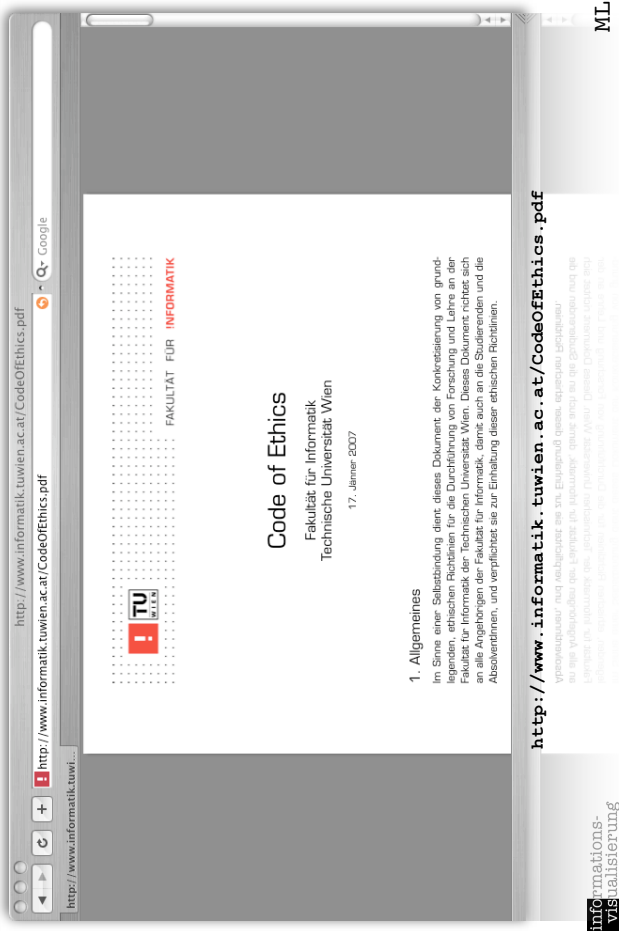 http://www.informatik.tuwien.ac.at/CodeOfEthics.pdf
http://www.informatik.tuwien.ac.at/CodeOfEthics.pdf
Google
http://www.informatik.tuwi...
! TU
WIEN
FAKULTÄT FÜR !NFORMATIK
Code of Ethics
Fakultät für Informatik
Technische Universität Wien
17. Jänner 2007
1. Allgemeines
Im Sinne einer Selbstbindung dient dieses Dokument der Konkretisierung von grund-
legenden, ethischen Richtlinien für die Durchführung von Forschung und Lehre an der
Fakultät für Informatik der Technischen Universität Wien. Dieses Dokument richtet sich
an alle Angehörigen der Fakultät für Informatik, damit auch an die Studierenden und die
AbsolventInnen, und verpflichtet sie zur Einhaltung dieser ethischen Richtlinien.
http://www.informatik.tuwien.ac.at/CodeOfEthics.pdf
informations-
visualisierung
ML